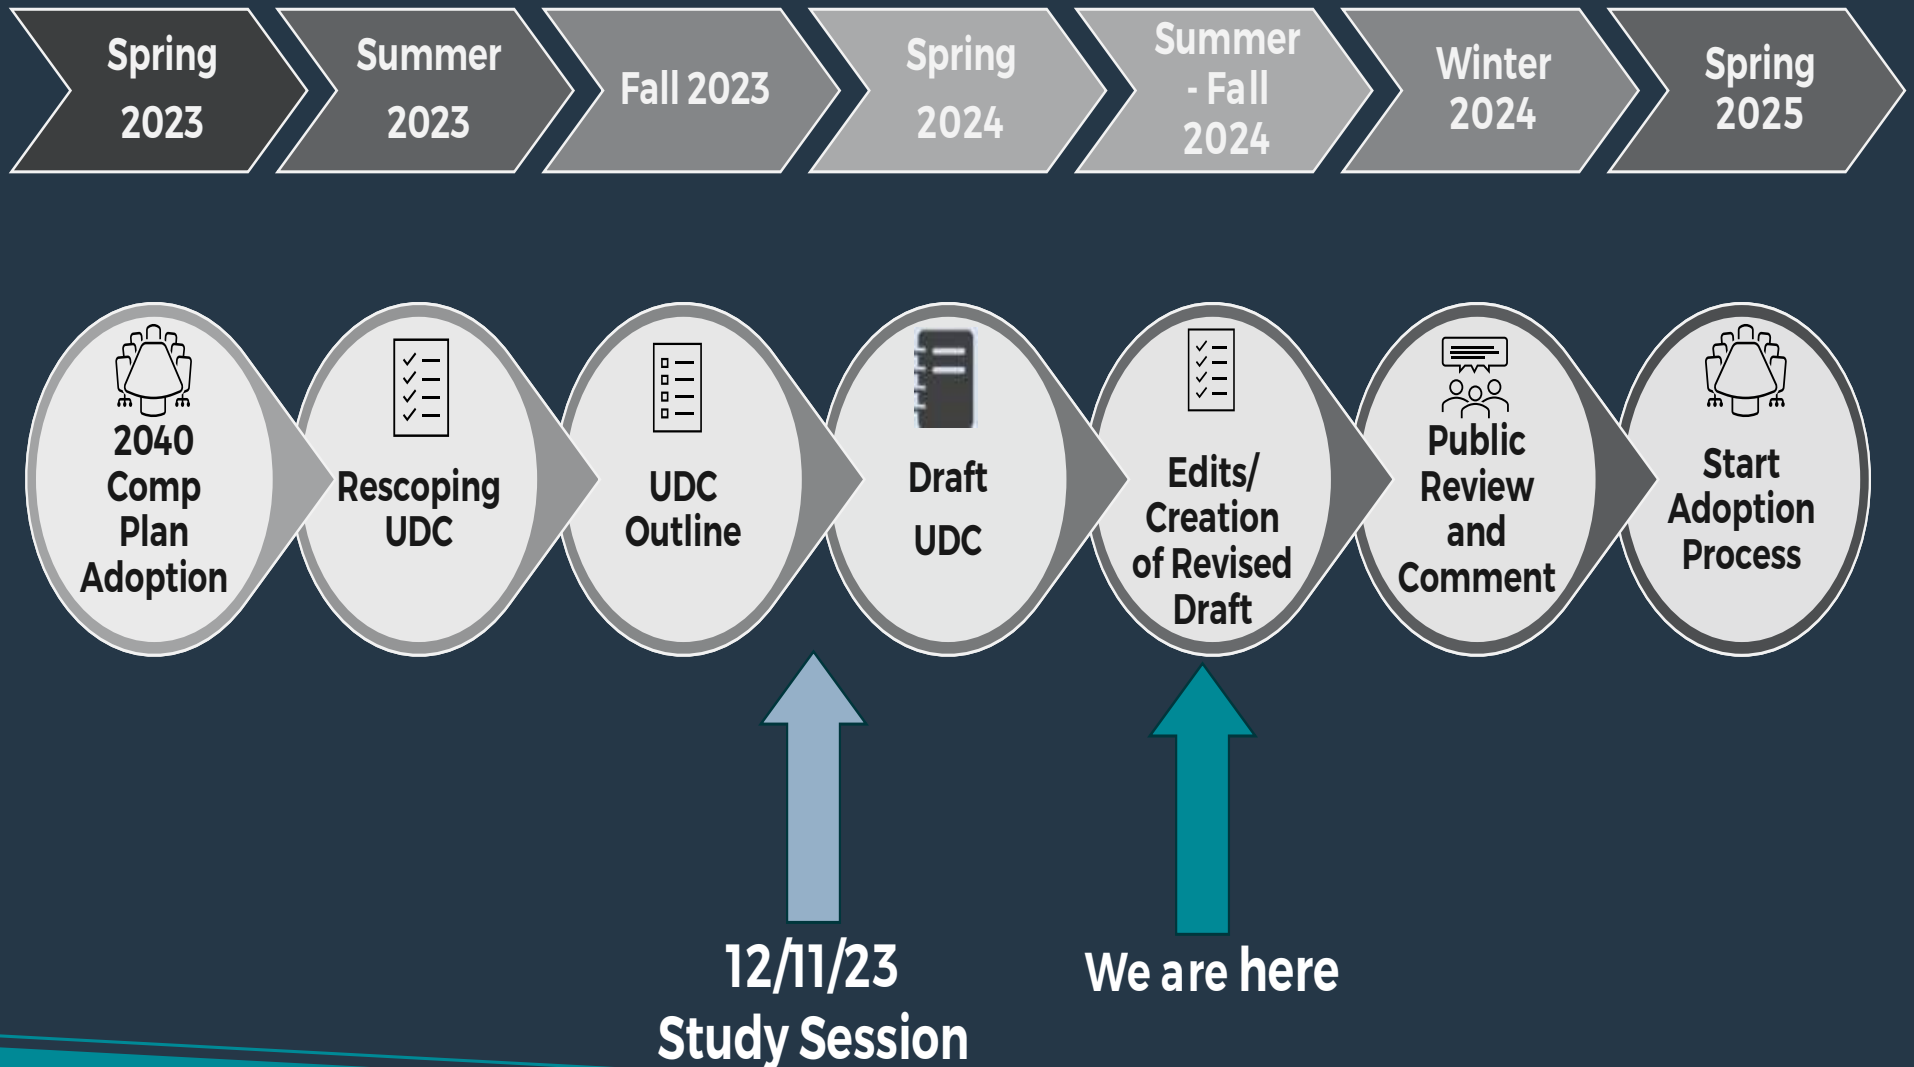 Spring
2023
Summer
2023
Fall 2023
Spring
2024
Summer
- Fall
2024
Winter
2024
Spring
2025
2040
Comp
Plan
Adoption
Rescoping
UDC
UDC
Outline
Draft
UDC
Edits/
Creation
of Revised
Draft
Public
Review
and
Comment
Start
Adoption
Process
12/11/23
Study Session
We are here